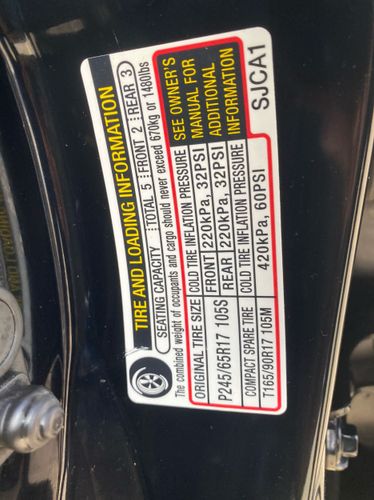 TIRE AND LOADING INFORMATION
SEATING CAPACITY : TOTAL 5 : FRONT 2 : REAR 3
The combined weight of occupants and cargo should never exceed 670kg or 1480lbs
ORIGINAL TIRE SIZE COLD TIRE INFLATION PRESSURE
P245/65R17 105S FRONT 220kPa, 32PSI
REAR 220kPa, 32PSI
COMPACT SPARE TIRE COLD TIRE INFLATION PRESSURE
T165/90R17 105M 420kPa, 60PSI
SEE OWNER'S
MANUAL FOR
ADDITIONAL
INFORMATION
SJCA1